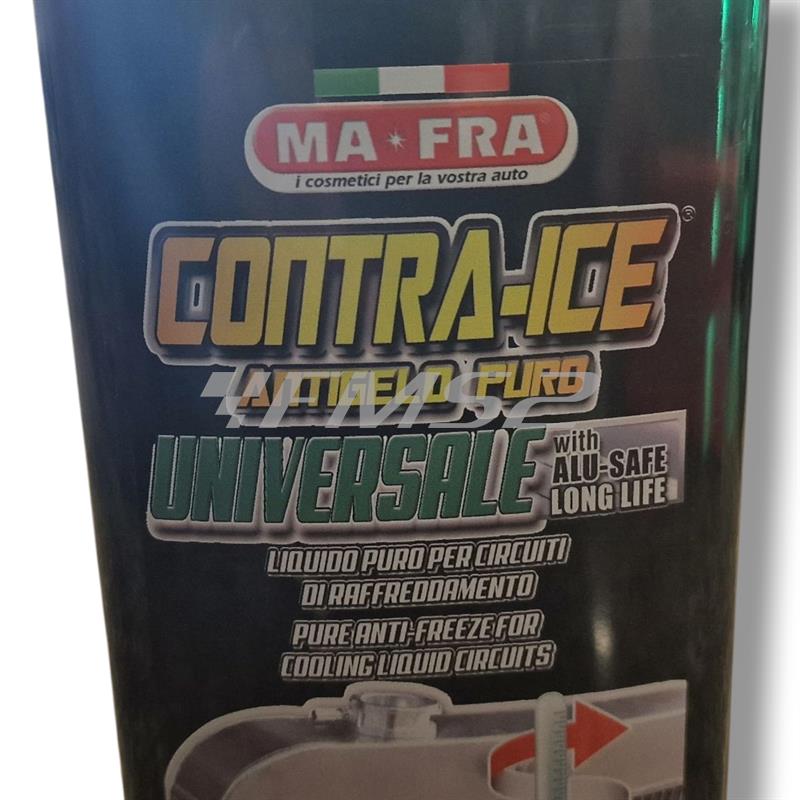 MA*FRA®
i cosmetici per la vostra auto
CONTRA-ICE®
ANTIGELO PURO
FMSP
UNIVERSALE
with
ALU-SAFE
LONG LIFE
LIQUIDO PURO PER CIRCUITI
DI RAFFREDDAMENTO
PURE ANTI-FREEZE FOR
COOLING LIQUID CIRCUITS